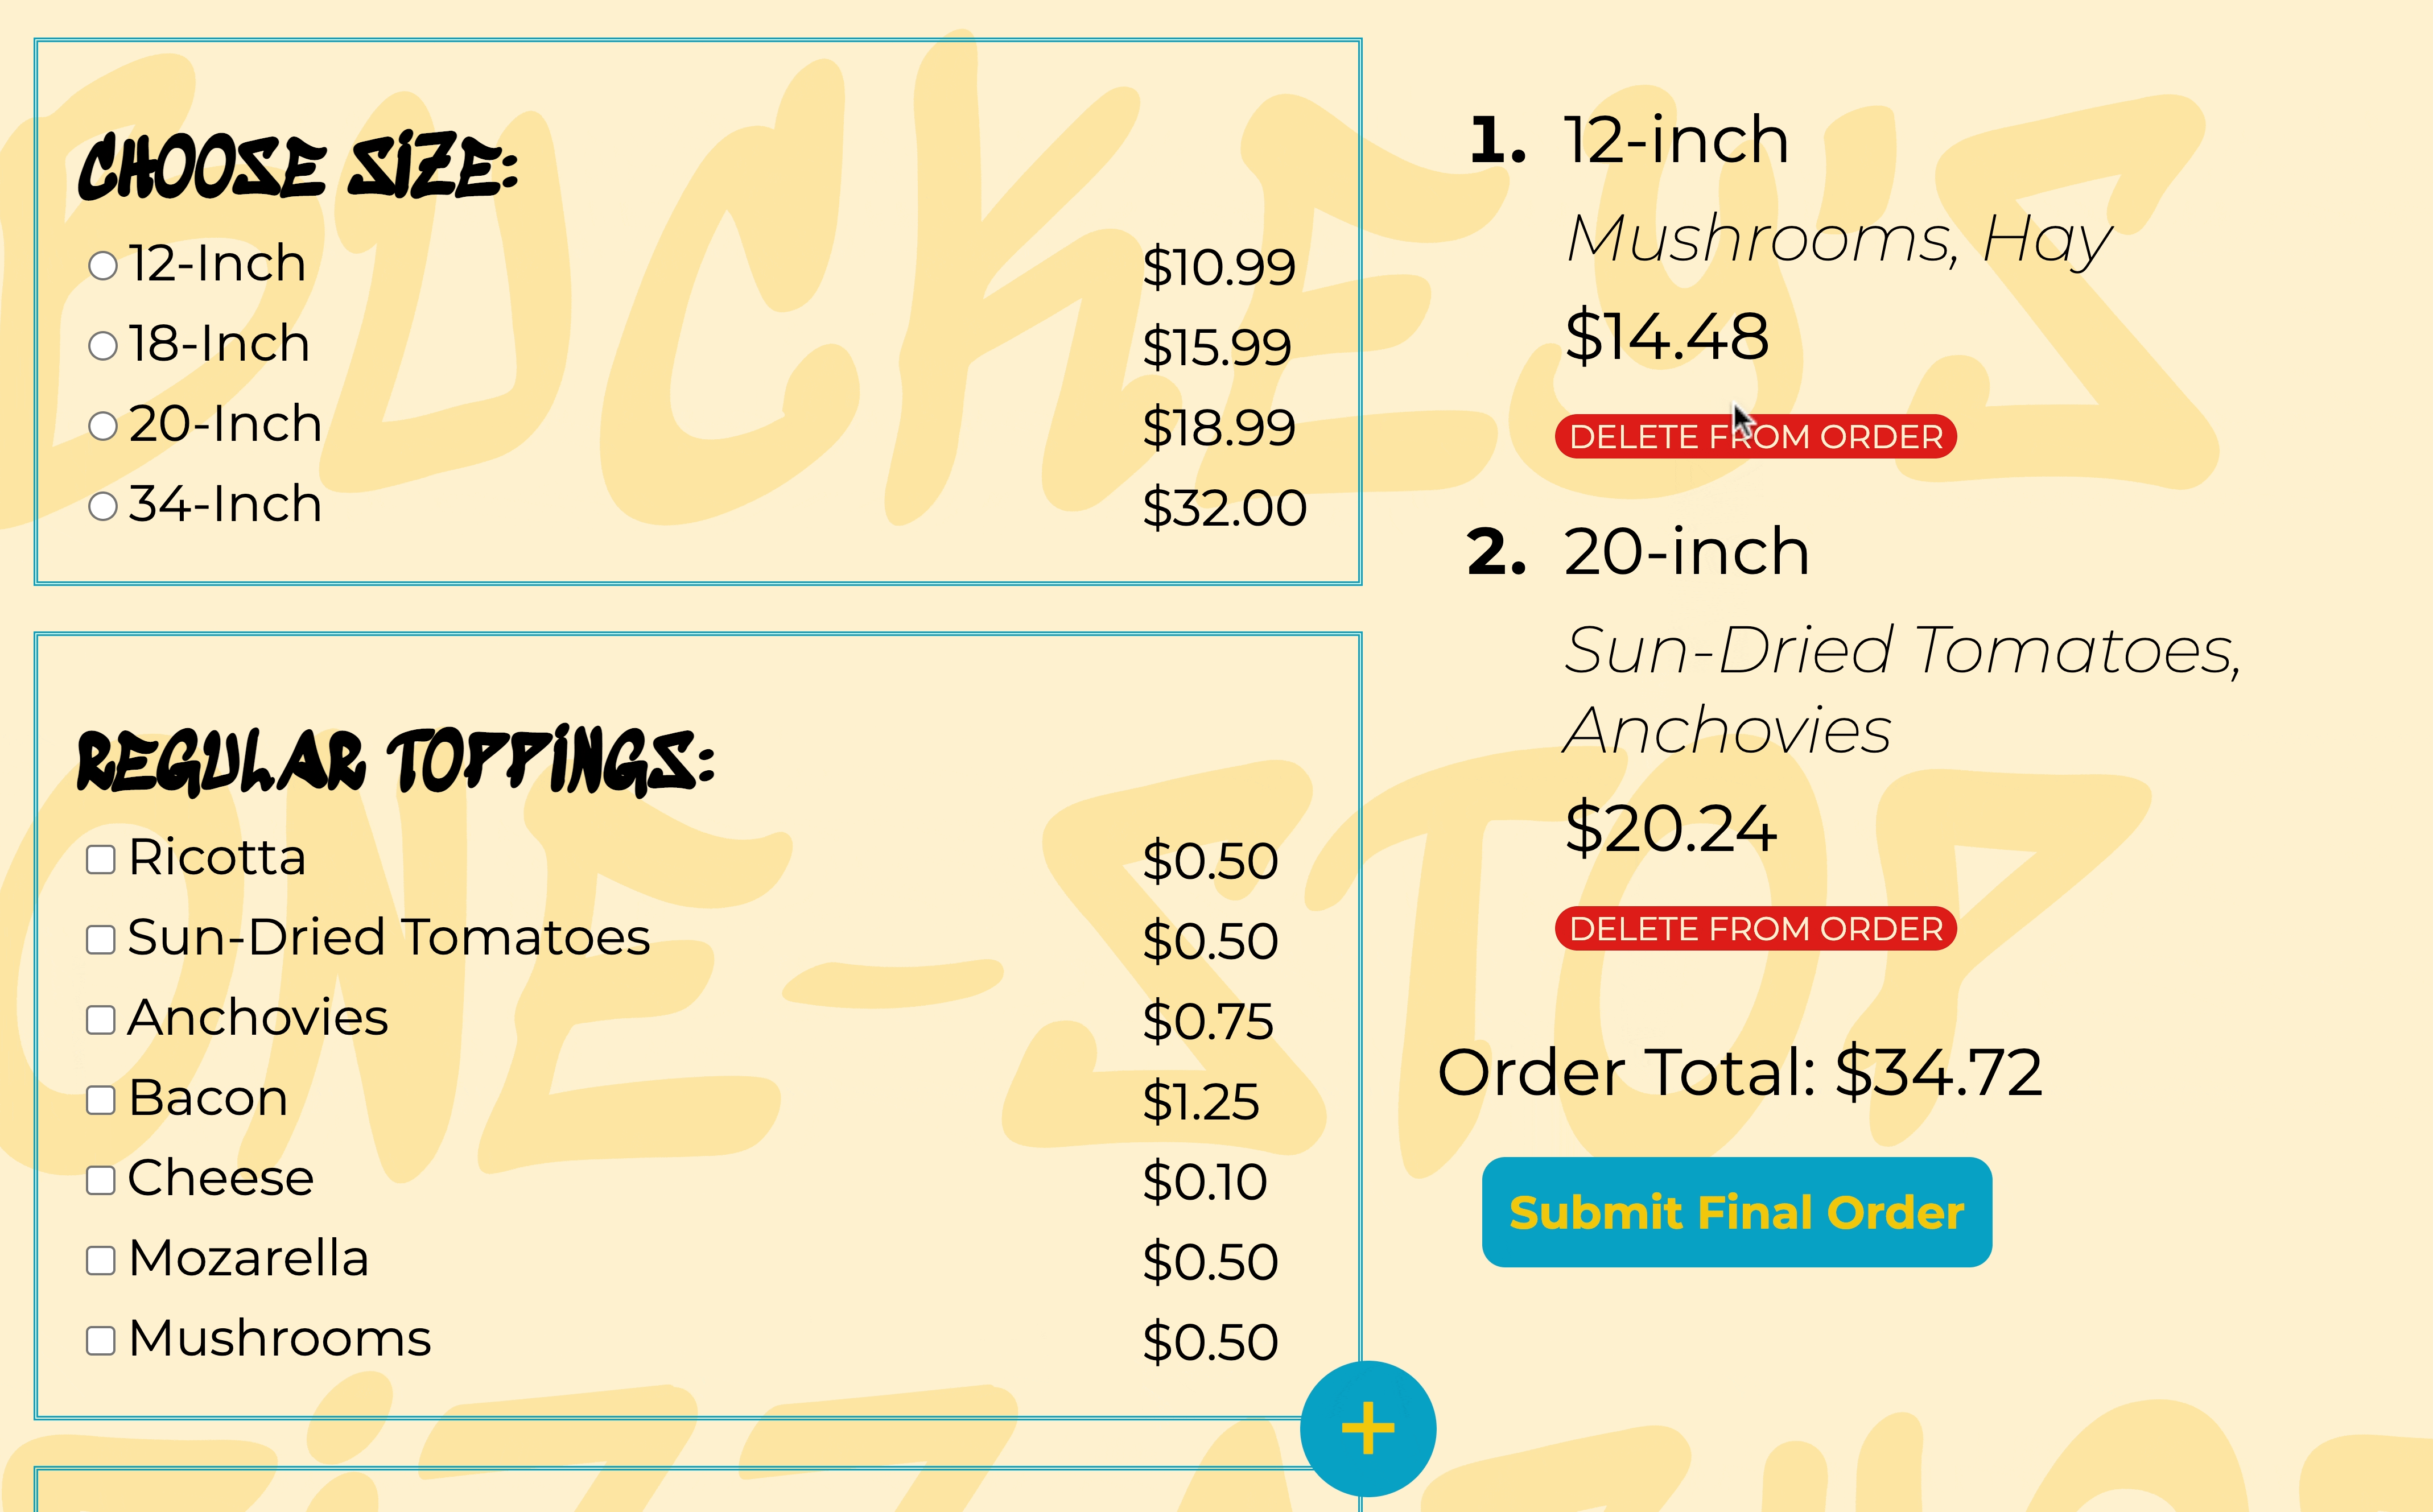 CHOOSE SIZE:
12-Inch $10.99
18-Inch $15.99
20-Inch $18.99
34-Inch $32.00
REGULAR TOPPINGS:
Ricotta $0.50
Sun-Dried Tomatoes $0.50
Anchovies $0.75
Bacon $1.25
Cheese $0.10
Mozarella $0.50
Mushrooms $0.50
+
1. 12-inch
Mushrooms, Hay
$14.48
DELETE FROM ORDER
2. 20-inch
Sun-Dried Tomatoes,
Anchovies
$20.24
DELETE FROM ORDER
Order Total: $34.72
Submit Final Order
BUCKEY'S
ONE-STOP